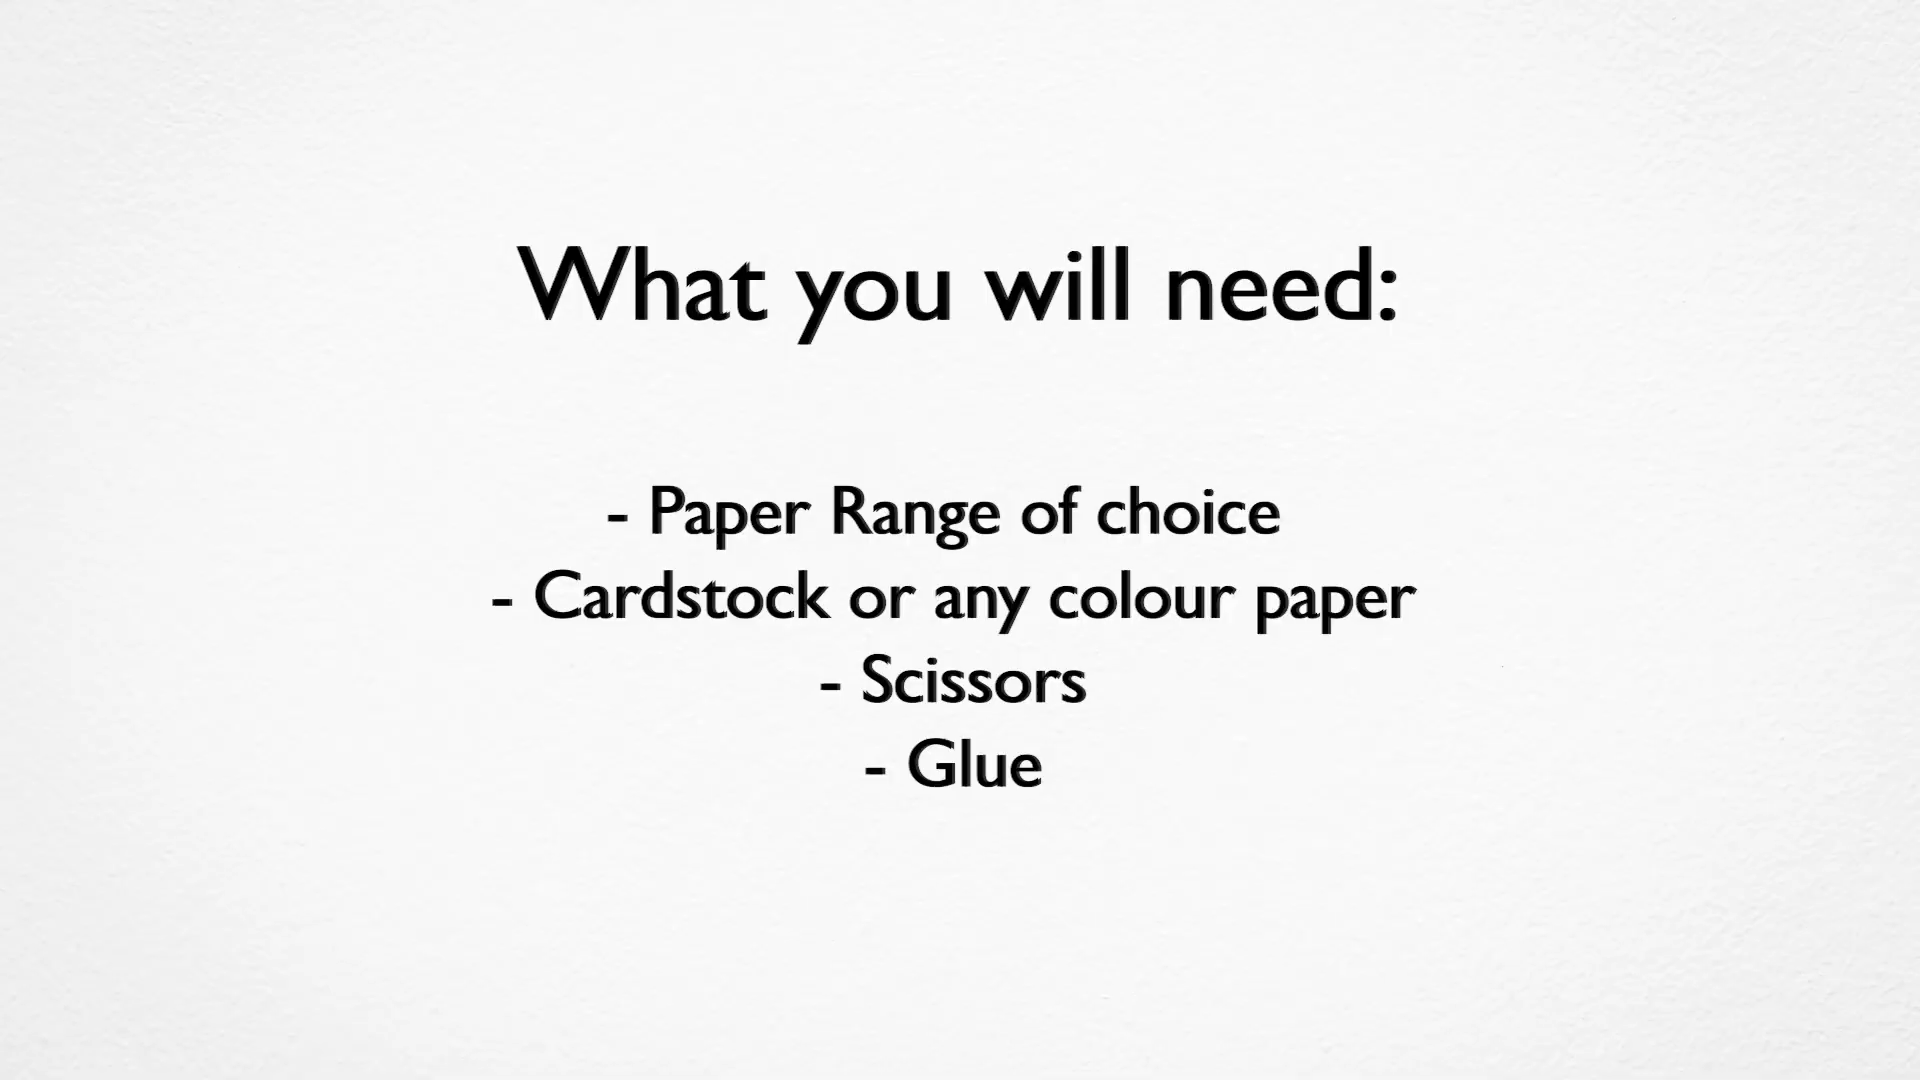 What you will need:
- Paper Range of choice
- Cardstock or any colour paper
- Scissors
- Glue